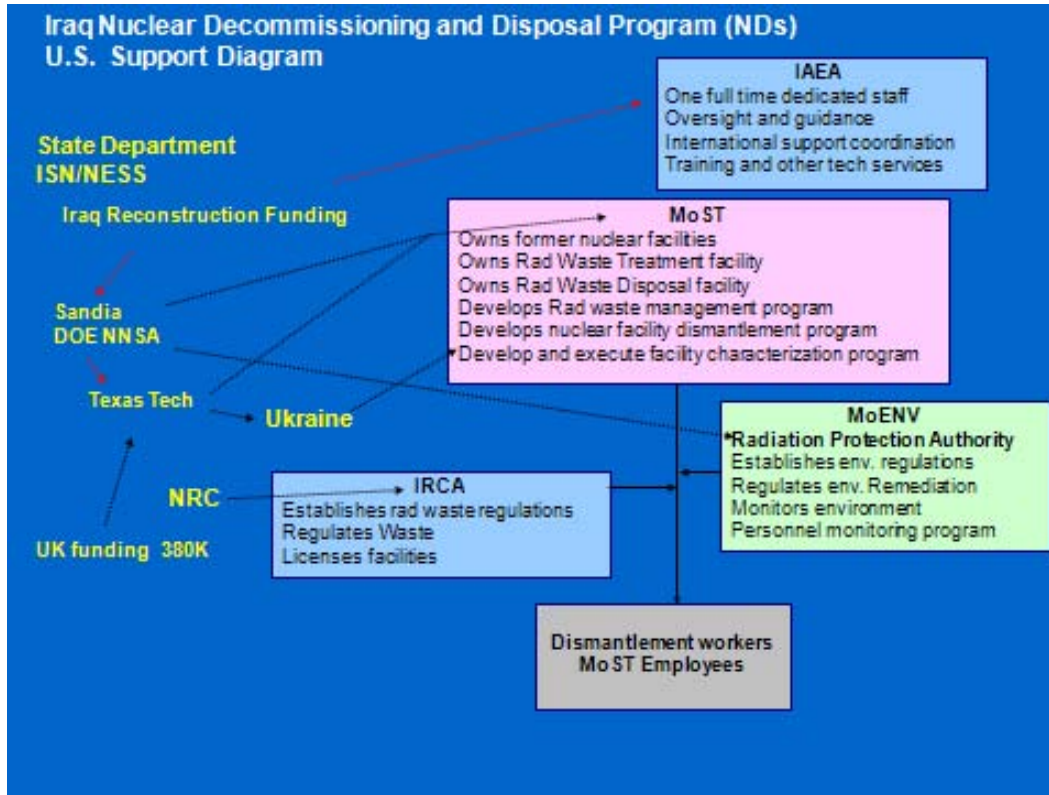 Iraq Nuclear Decommissioning and Disposal Program (NDs)
U.S. Support Diagram
IAEA
One full time dedicated staff
Oversight and guidance
International support coordination
Training and other tech services
State Department
ISN/NESS
Iraq Reconstruction Funding
MoST
Owns former nuclear facilities
Owns Rad Waste Treatment facility
Owns Rad Waste Disposal facility
Develops Rad waste management program
Develops nuclear facility dismantlement program
Develop and execute facility characterization program
Sandia
DOE NNSA
Texas Tech
Ukraine
MoENV
Radiation Protection Authority
Establishes env. regulations
Regulates env. Remediation
Monitors environment
Personnel monitoring program
NRC
IRCA
Establishes rad waste regulations
Regulates Waste
Licenses facilities
UK funding 380K
Dismantlement workers
MoST Employees